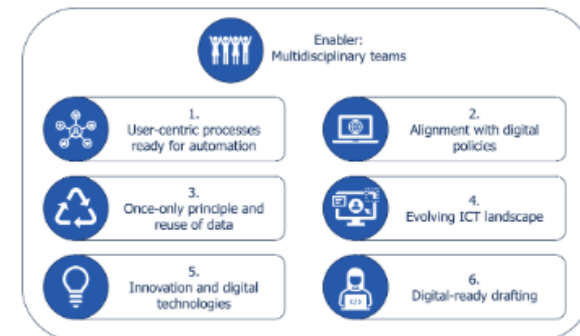 Enabler:
Multidisciplinary teams
1.
User-centric processes
ready for automation
2.
Alignment with digital
policies
3.
Once-only principle and
reuse of data
4.
Evolving ICT landscape
5.
Innovation and digital
technologies
6.
Digital-ready drafting